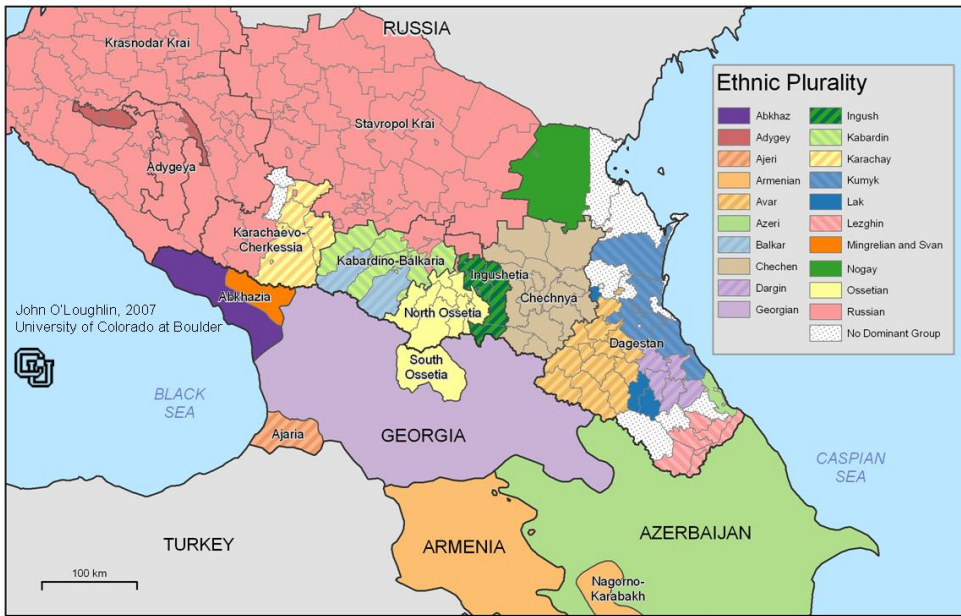 RUSSIA
Krasnodar Krai
Stavropol Krai
Adygeya
Karachaevo-
Cherkessia
Kabardino-Balkaria
Ingushetia
Chechnya
Abkhazia
North Ossetia
South
Ossetia
Dagestan
John O'Loughlin, 2007
University of Colorado at Boulder
CU
BLACK
SEA
Ajaria
GEORGIA
CASPIAN
SEA
TURKEY
ARMENIA
AZERBAIJAN
Nagorno-
Karabakh
100 km
Ethnic Plurality
Abkhaz
Adygey
Ajeri
Armenian
Avar
Azeri
Balkar
Chechen
Dargin
Georgian
Ingush
Kabardin
Karachay
Kumyk
Lak
Lezghin
Mingrelian and Svan
Nogay
Ossetian
Russian
No Dominant Group